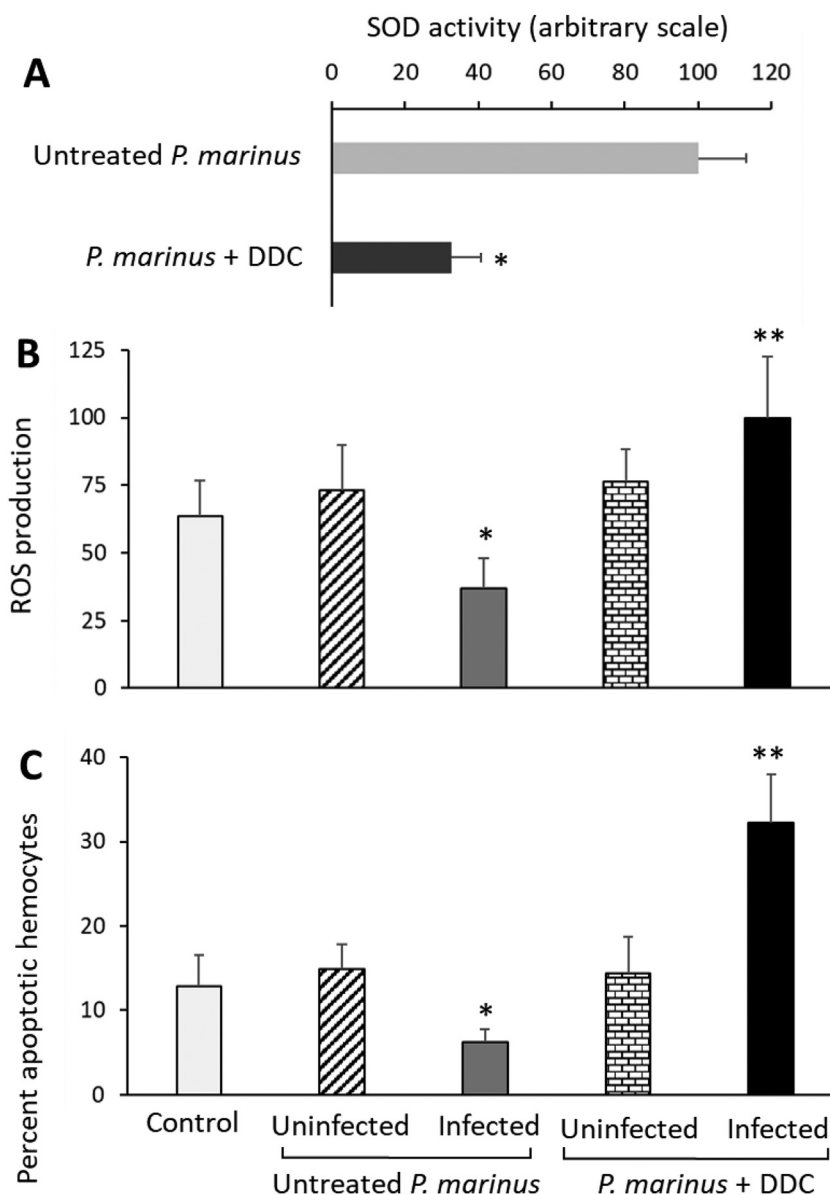 SOD activity (arbitrary scale)
A
0 20 40 60 80 100 120
Untreated P. marinus
P. marinus + DDC
*
B
ROS production
125
100
75
50
25
0
*
**
C
Percent apoptotic hemocytes
40
30
20
10
0
*
**
Control Uninfected Infected Uninfected Infected
Untreated P. marinus P. marinus + DDC